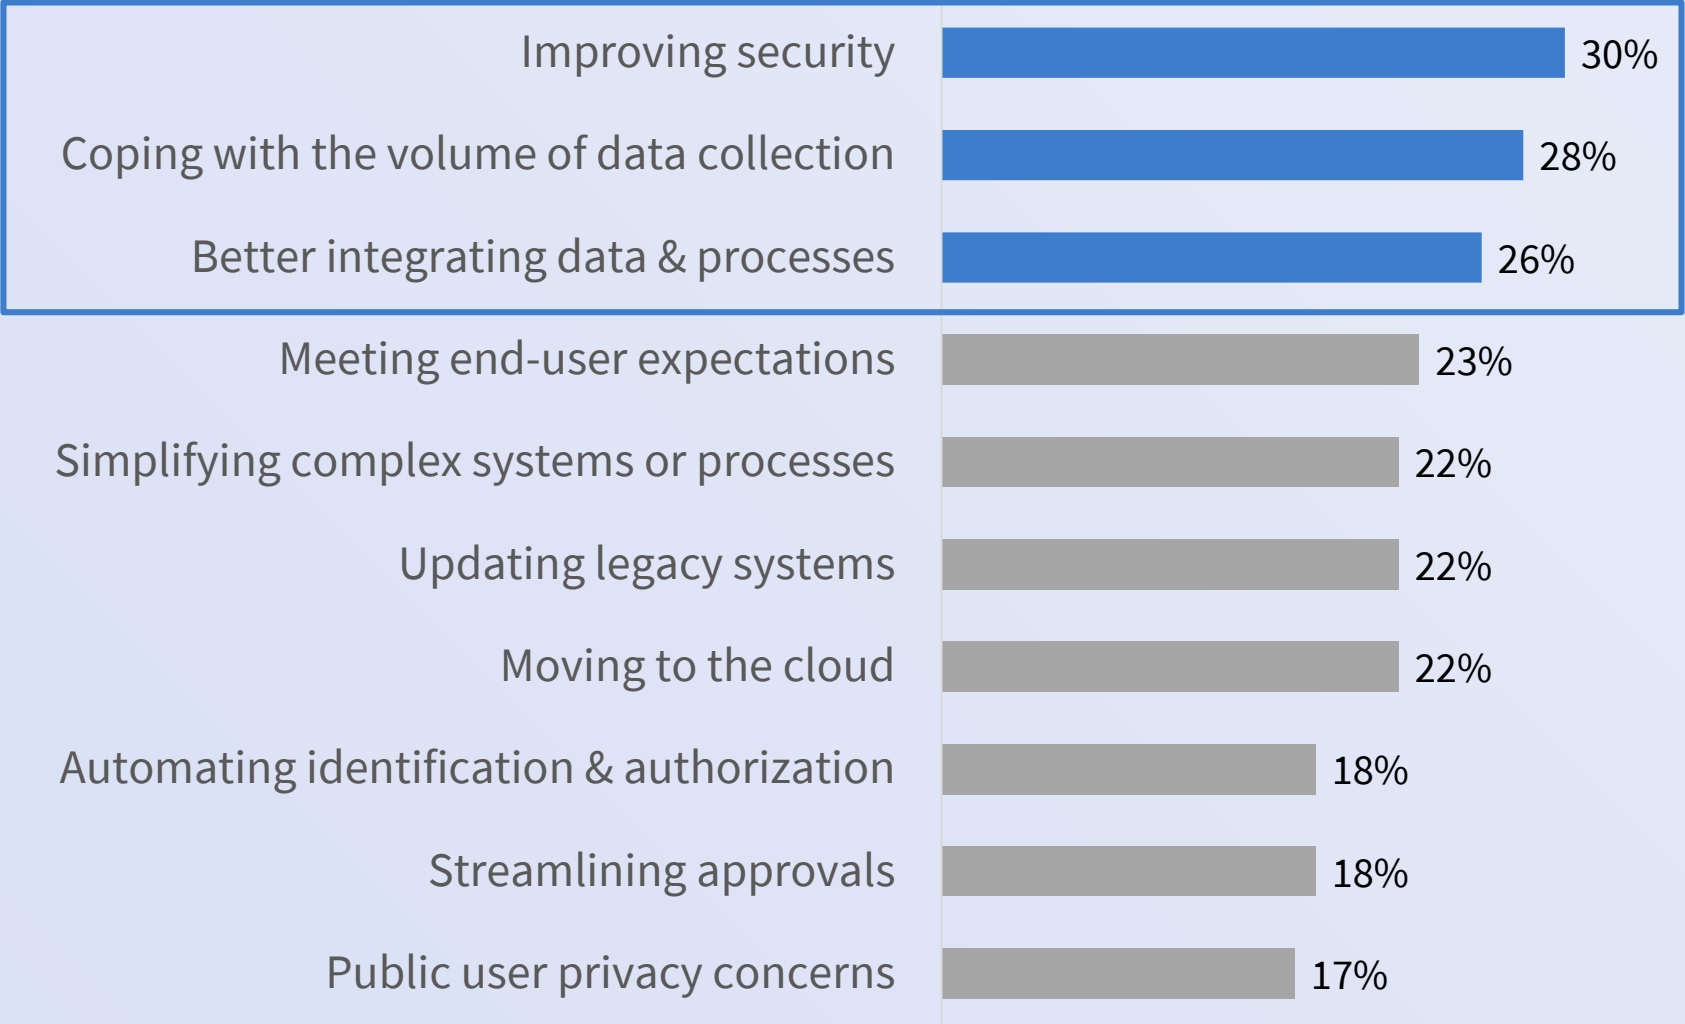 Improving security 30%
Coping with the volume of data collection 28%
Better integrating data & processes 26%
Meeting end-user expectations 23%
Simplifying complex systems or processes 22%
Updating legacy systems 22%
Moving to the cloud 22%
Automating identification & authorization 18%
Streamlining approvals 18%
Public user privacy concerns 17%